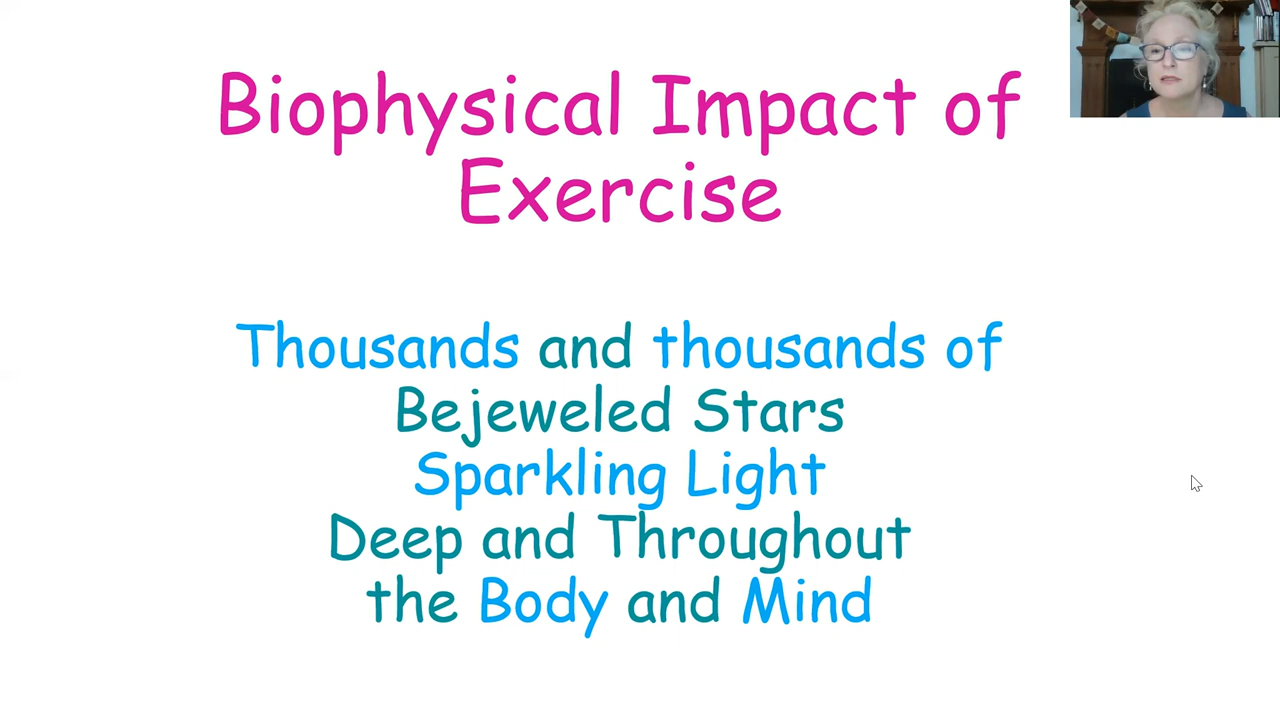 Biophysical Impact of
Exercise
Thousands and thousands of
Bejeweled Stars
Sparkling Light
Deep and Throughout
the Body and Mind